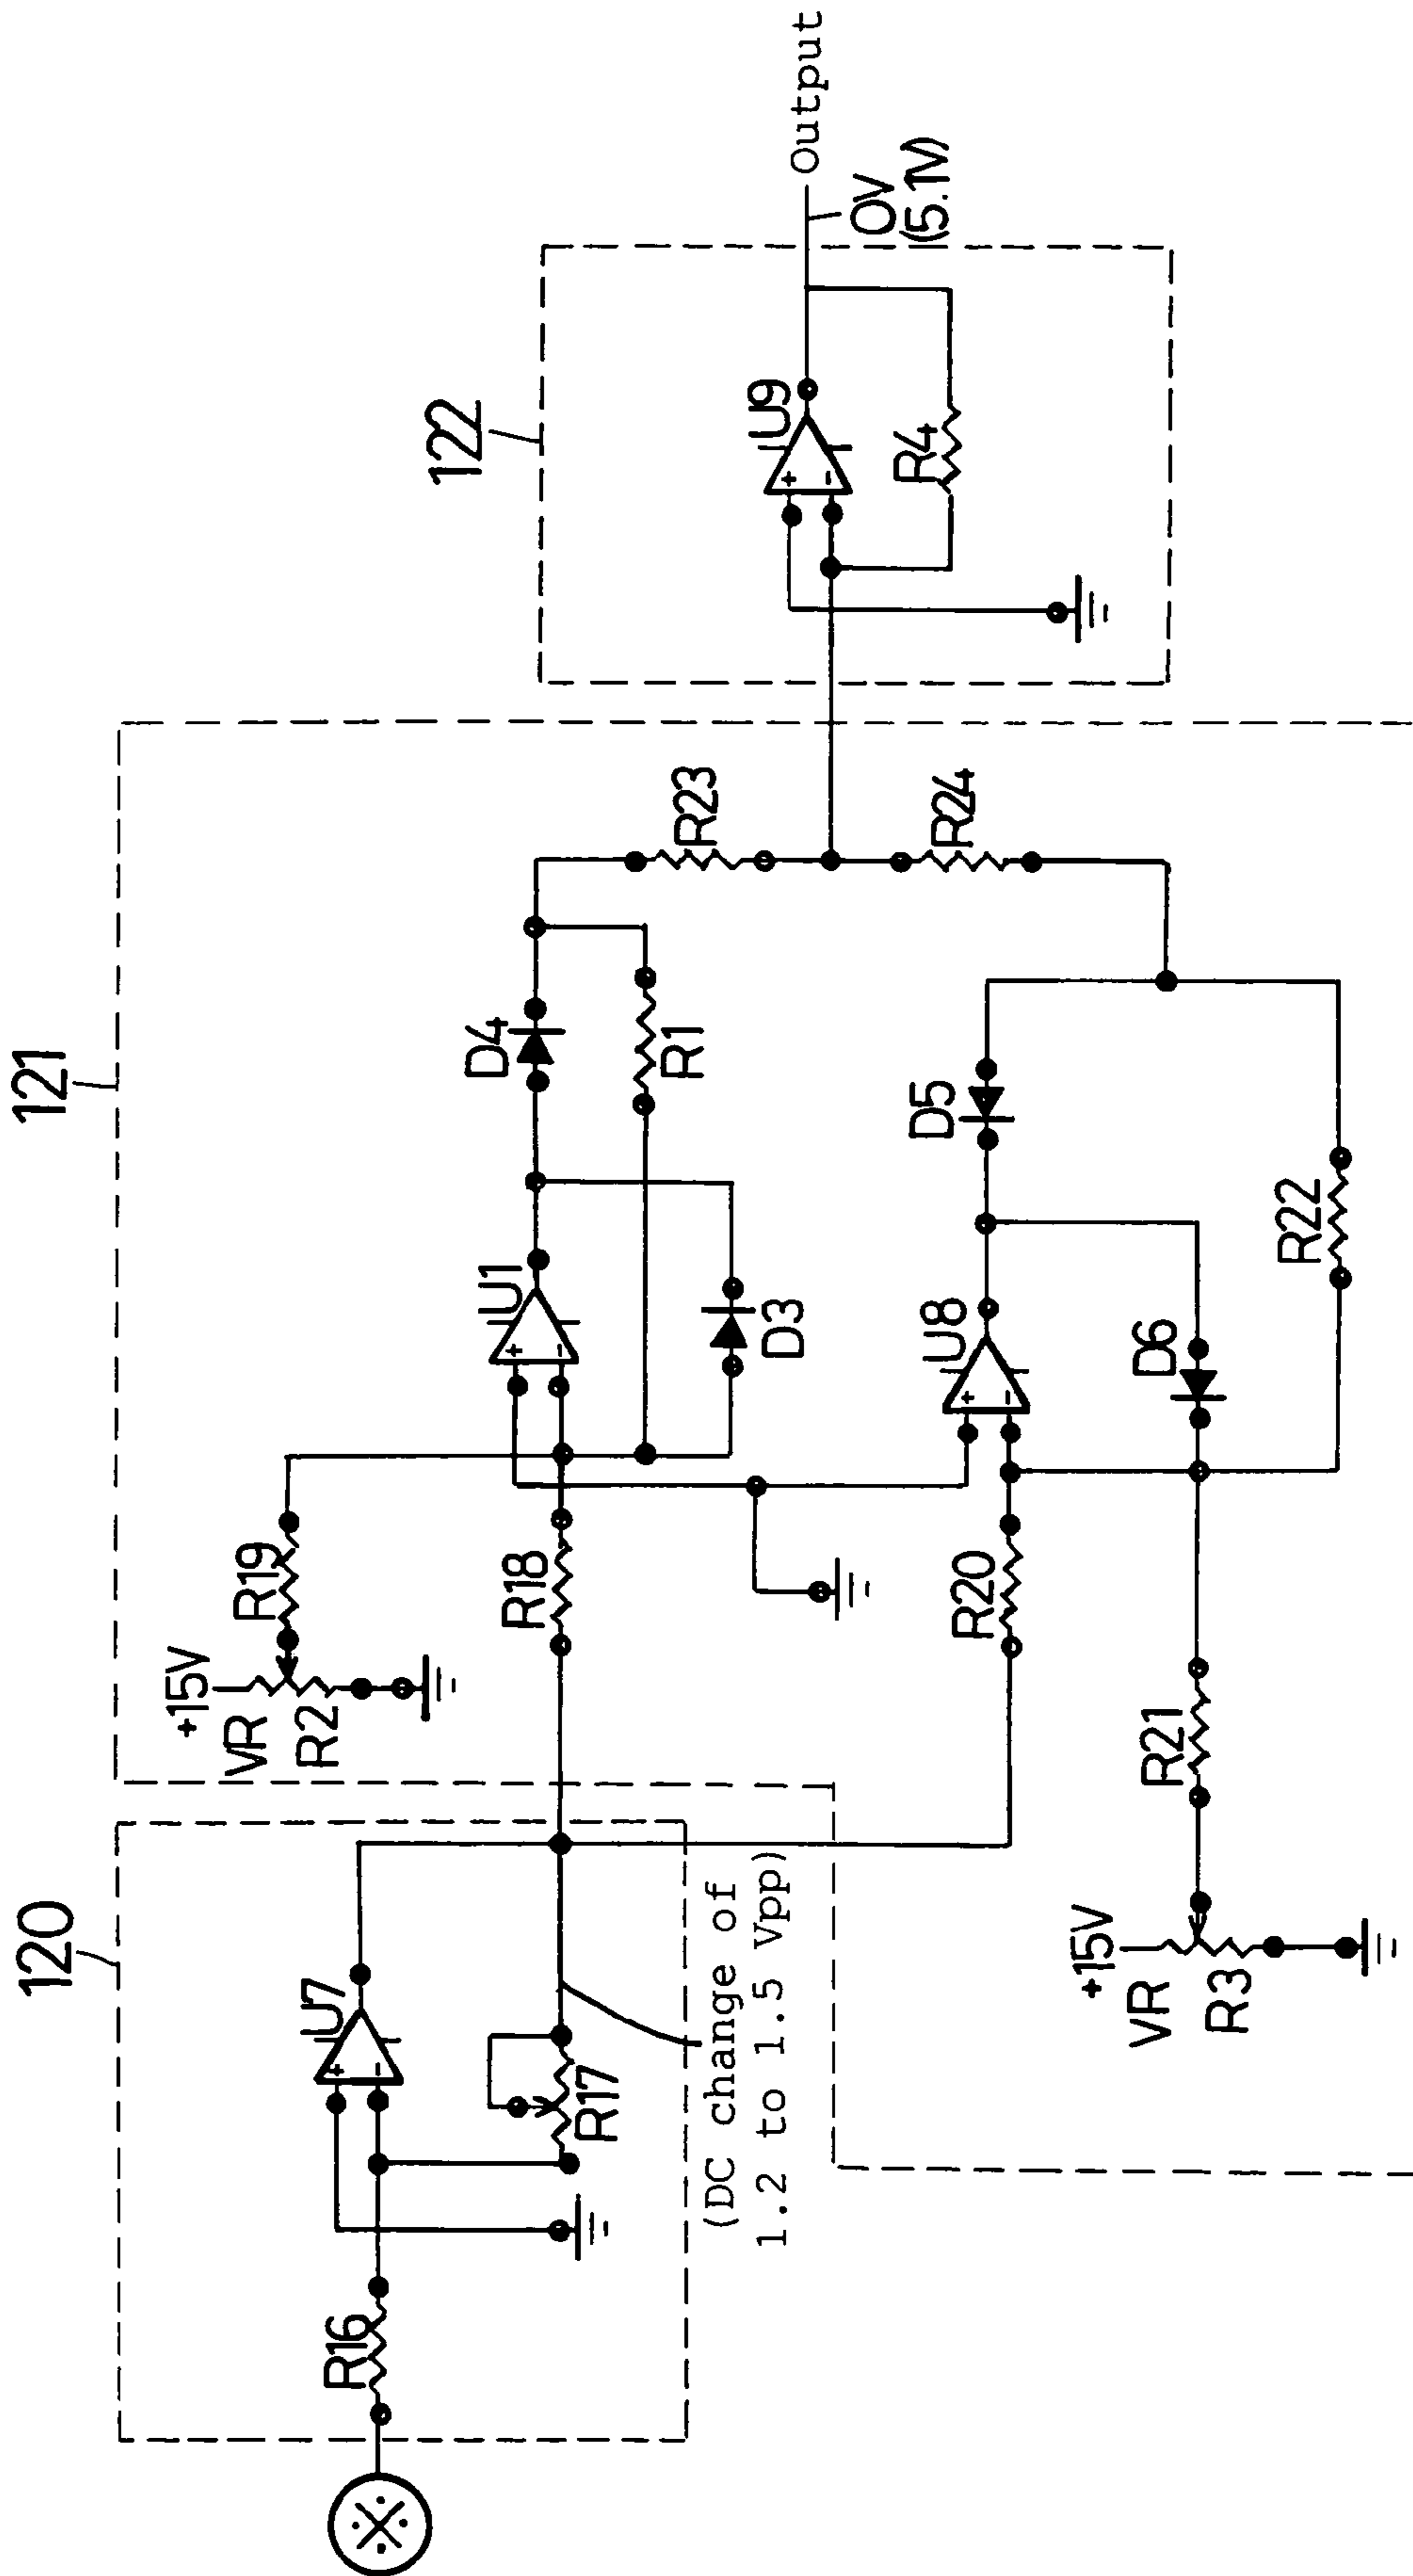 120
121
122
+15V
VR
R2
R19
U7
R16
R17
R18
U1
D4
R1
D3
R23
R24
(DC change of
1.2 to 1.5 Vpp)
R20
U8
D5
D6
R22
+15V
VR
R3
R21
U9
R4
+
-
+
-
+
-
+
-
Output
0V
(5.1V)